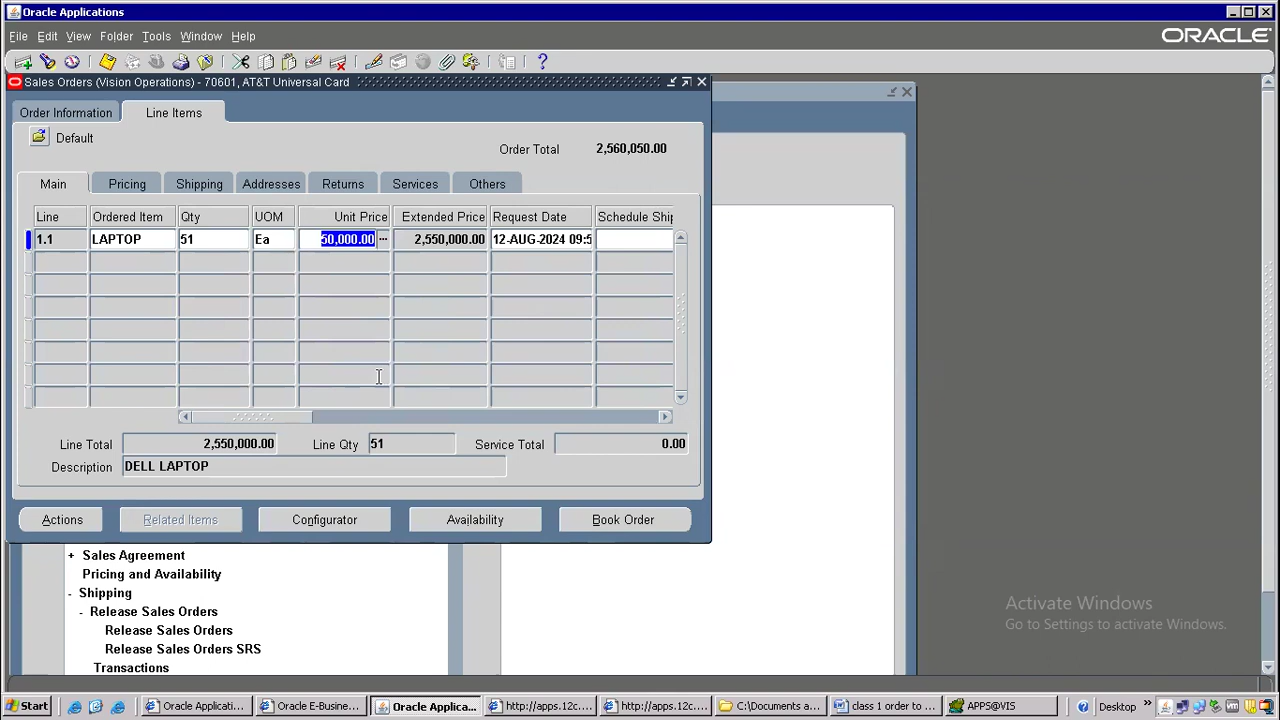 Oracle Applications
File Edit View Folder Tools Window Help
ORACLE
Sales Orders (Vision Operations) - 70601, AT&T Universal Card
Order Information Line Items
Default
Order Total 2,560,050.00
Main Pricing Shipping Addresses Returns Services Others
Line Ordered Item Qty UOM Unit Price Extended Price Request Date Schedule Ship
1.1 LAPTOP 51 Ea 50,000.00 2,550,000.00 12-AUG-2024 09:5
Line Total 2,550,000.00 Line Qty 51 Service Total 0.00
Description DELL LAPTOP
Actions Related Items Configurator Availability Book Order
+ Sales Agreement
Pricing and Availability
- Shipping
- Release Sales Orders
Release Sales Orders
Release Sales Orders SRS
Transactions
Activate Windows
Go to Settings to activate Windows.
Start Oracle Applicati... Oracle E-Busine... Oracle Applica... http://apps.12c... http://apps.12c... C:\Documents a... class 1 order to ... APPS@VIS Desktop